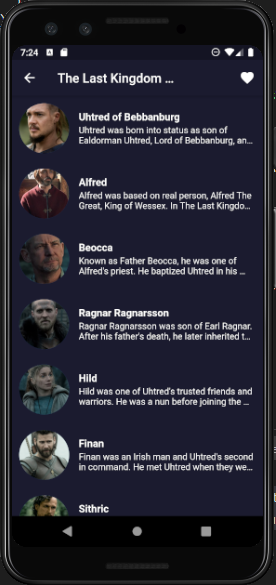 7:24
The Last Kingdom ...
Uhtred of Bebbanburg
Uhtred was born into status as son of
Ealdorman Uhtred, Lord of Bebbanburg, an...
Alfred
Alfred was based on real person, Alfred The
Great, King of Wessex. In The Last Kingdo...
Beocca
Known as Father Beocca, he was one of
Alfred's priest. He baptized Uhtred in his ...
Ragnar Ragnarsson
Ragnar Ragnarsson was son of Earl Ragnar.
After his father's death, he later inherited t...
Hild
Hild was one of Uhtred's trusted friends and
warriors. He was a nun before joining the ...
Finan
Finan was an Irish man and Uhtred's second
in command. He met Uhtred when they we...
Sithric